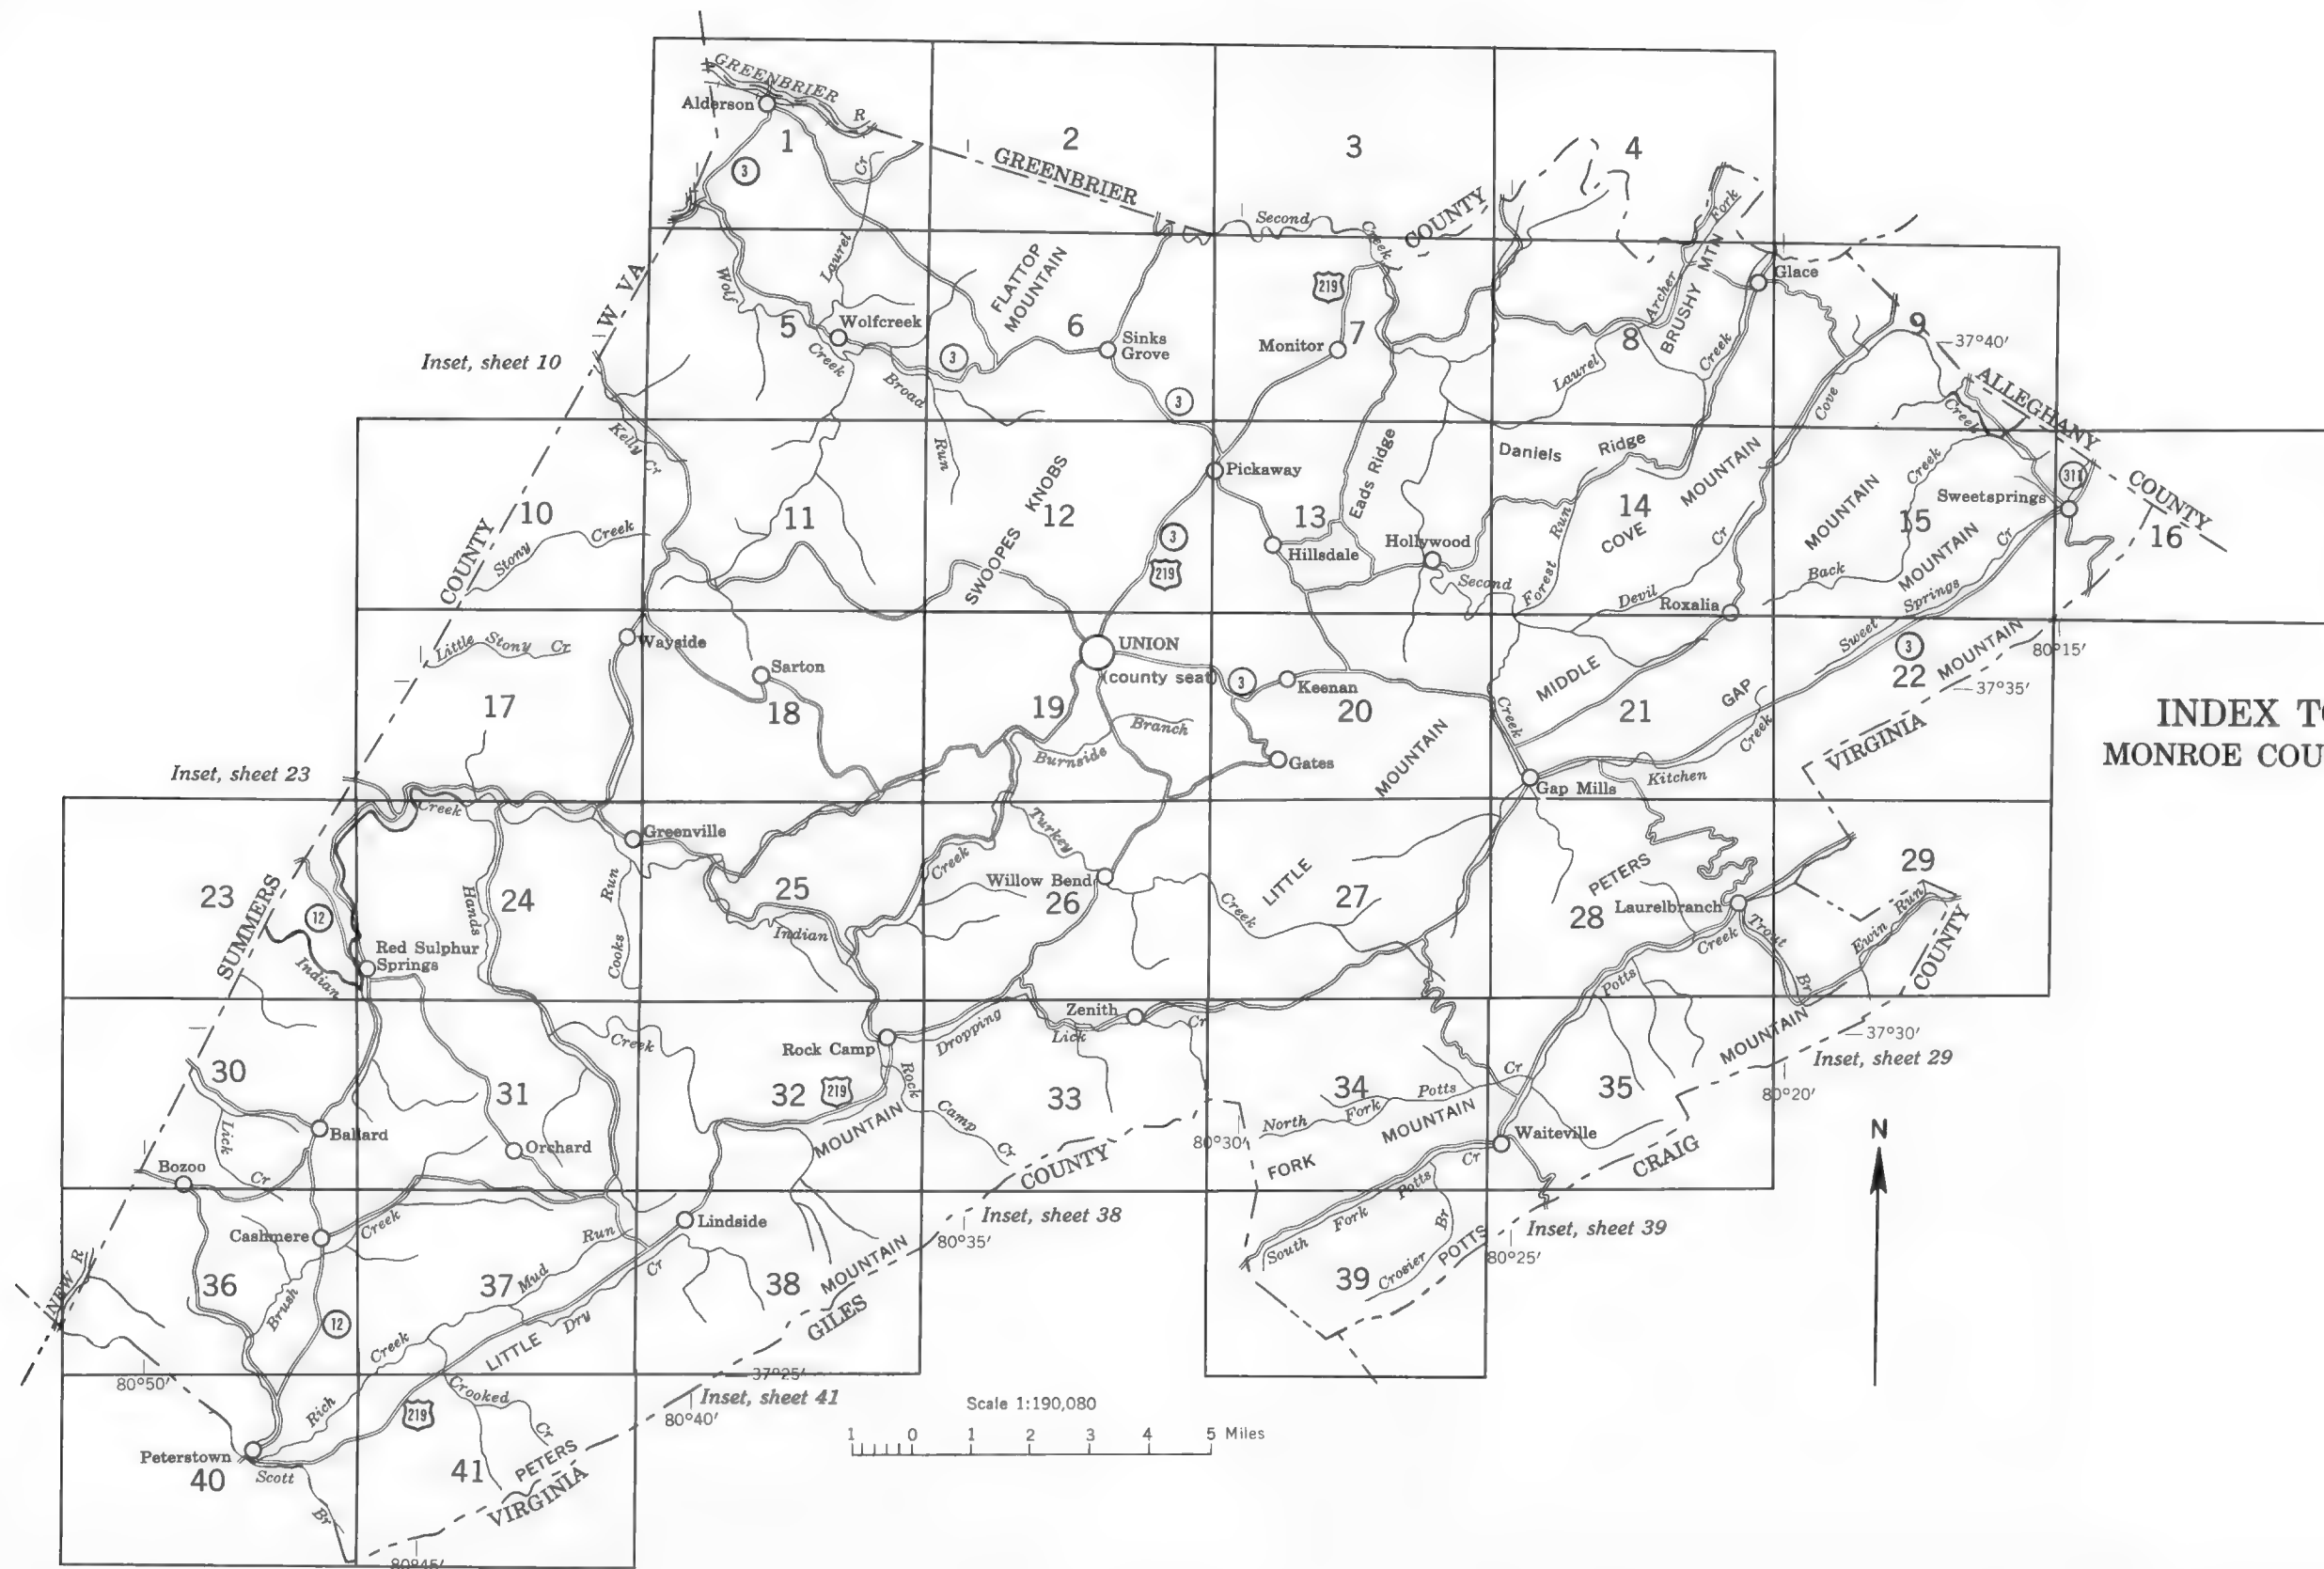 GREENBRIER
R
Alderson
1
2
3
4
3
Cr
GREENBRIER
COUNTY
Second
Creek
Fork
MTN
Glace
W VA
Wolf
Laurel
FLATTOP
MOUNTAIN
219
Archer
BRUSHY
5
Wolfcreek
6
Sinks
Grove
Monitor
7
8
9
37°40'
Inset, sheet 10
Creek
3
Broad
3
Laurel
Creek
Cove
ALLEGHANY
Creek
Kelly Cr
Run
KNOBS
Pickaway
Eads Ridge
Daniels
Ridge
MOUNTAIN
MOUNTAIN
Creek
311
COUNTY
Sweetsprings
COUNTY
10
Stony
Creek
11
SWOOPES
12
3
219
13
Hillsdale
Hollywood
14
COVE
Run
Forest
Cr
15
MOUNTAIN
Cr
16
Second
Devil
Back
Springs
Roxalia
Little Stony Cr
Wayside
Sarton
UNION
(county seat)
3
Keenan
MIDDLE
Sweet
3
MOUNTAIN
80°15'
17
18
19
20
Creek
21
GAP
22
37°35'
Branch
Burnside
MOUNTAIN
Creek
VIRGINIA
INDEX TO
MONROE COU
Inset, sheet 23
Gates
Kitchen
Gap Mills
Creek
Greenville
Turkey
Creek
Run
Hands
Cooks
23
SUMMERS
12
24
25
Willow Bend
26
Creek
LITTLE
27
PETERS
28
Laurelbranch
29
Red Sulphur
Springs
Indian
Indian
Creek
Trout
Br
Ewin
Run
COUNTY
Potts
Zenith
Lick
Cr
Dropping
Rock Camp
Creek
MOUNTAIN
37°30'
Inset, sheet 29
30
31
32
219
Rock
Camp
Cr
33
34
Potts
Cr
35
80°20'
North
Fork
MOUNTAIN
Lick
Ballard
Orchard
MOUNTAIN
80°30'
Waiteville
N
Bozoo
Cr
COUNTY
FORK
Cr
CRAIG
Potts
Cashmere
Creek
Run
Lindside
Inset, sheet 38
80°35'
Fork
Br
Inset, sheet 39
NEW R
36
Brush
37
Mud
Cr
38
MOUNTAIN
South
39
Crosier
POTTS
80°25'
12
Creek
LITTLE
Dry
GILES
80°50'
37°25'
Crooked
Cr
Inset, sheet 41
80°40'
Rich
219
Scale 1:190,080
1 0 1 2 3 4 5 Miles
Peterstown
40
Scott
Br
41
PETERS
VIRGINIA
80°45'